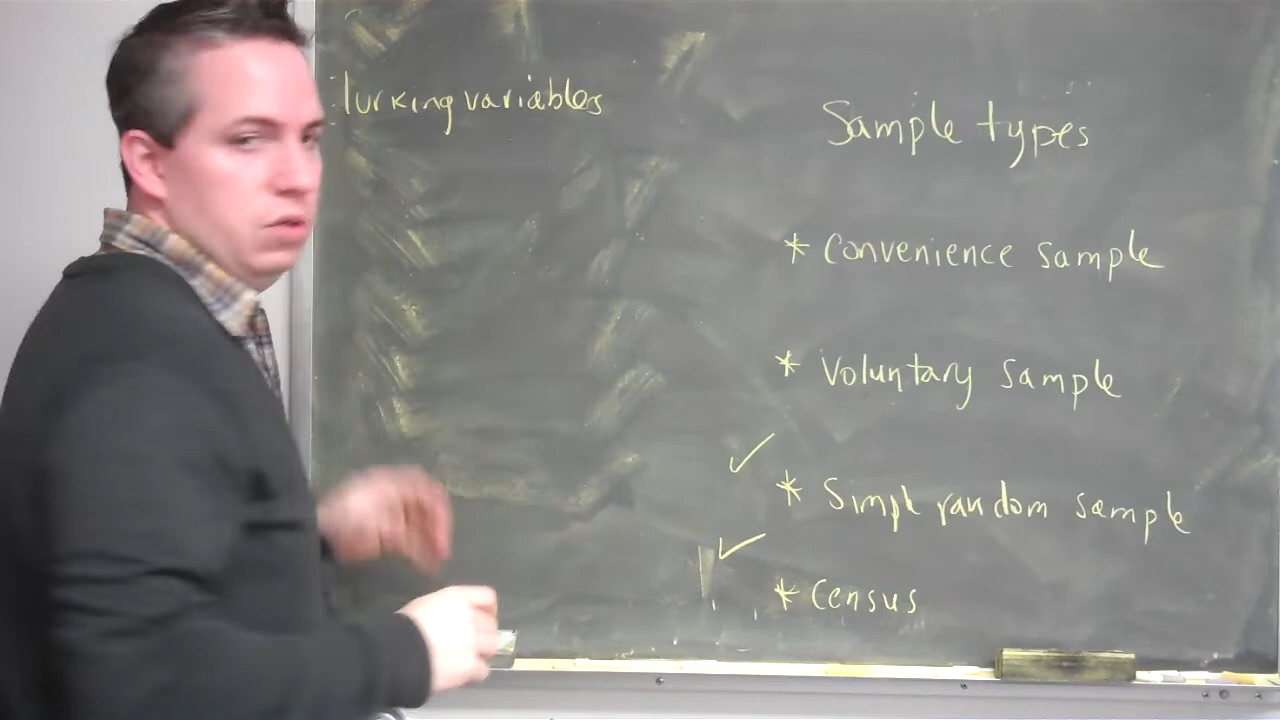 lurking variables
Sample types
* Convenience sample
* Voluntary sample
✓ * Simple random sample
✓ * Census